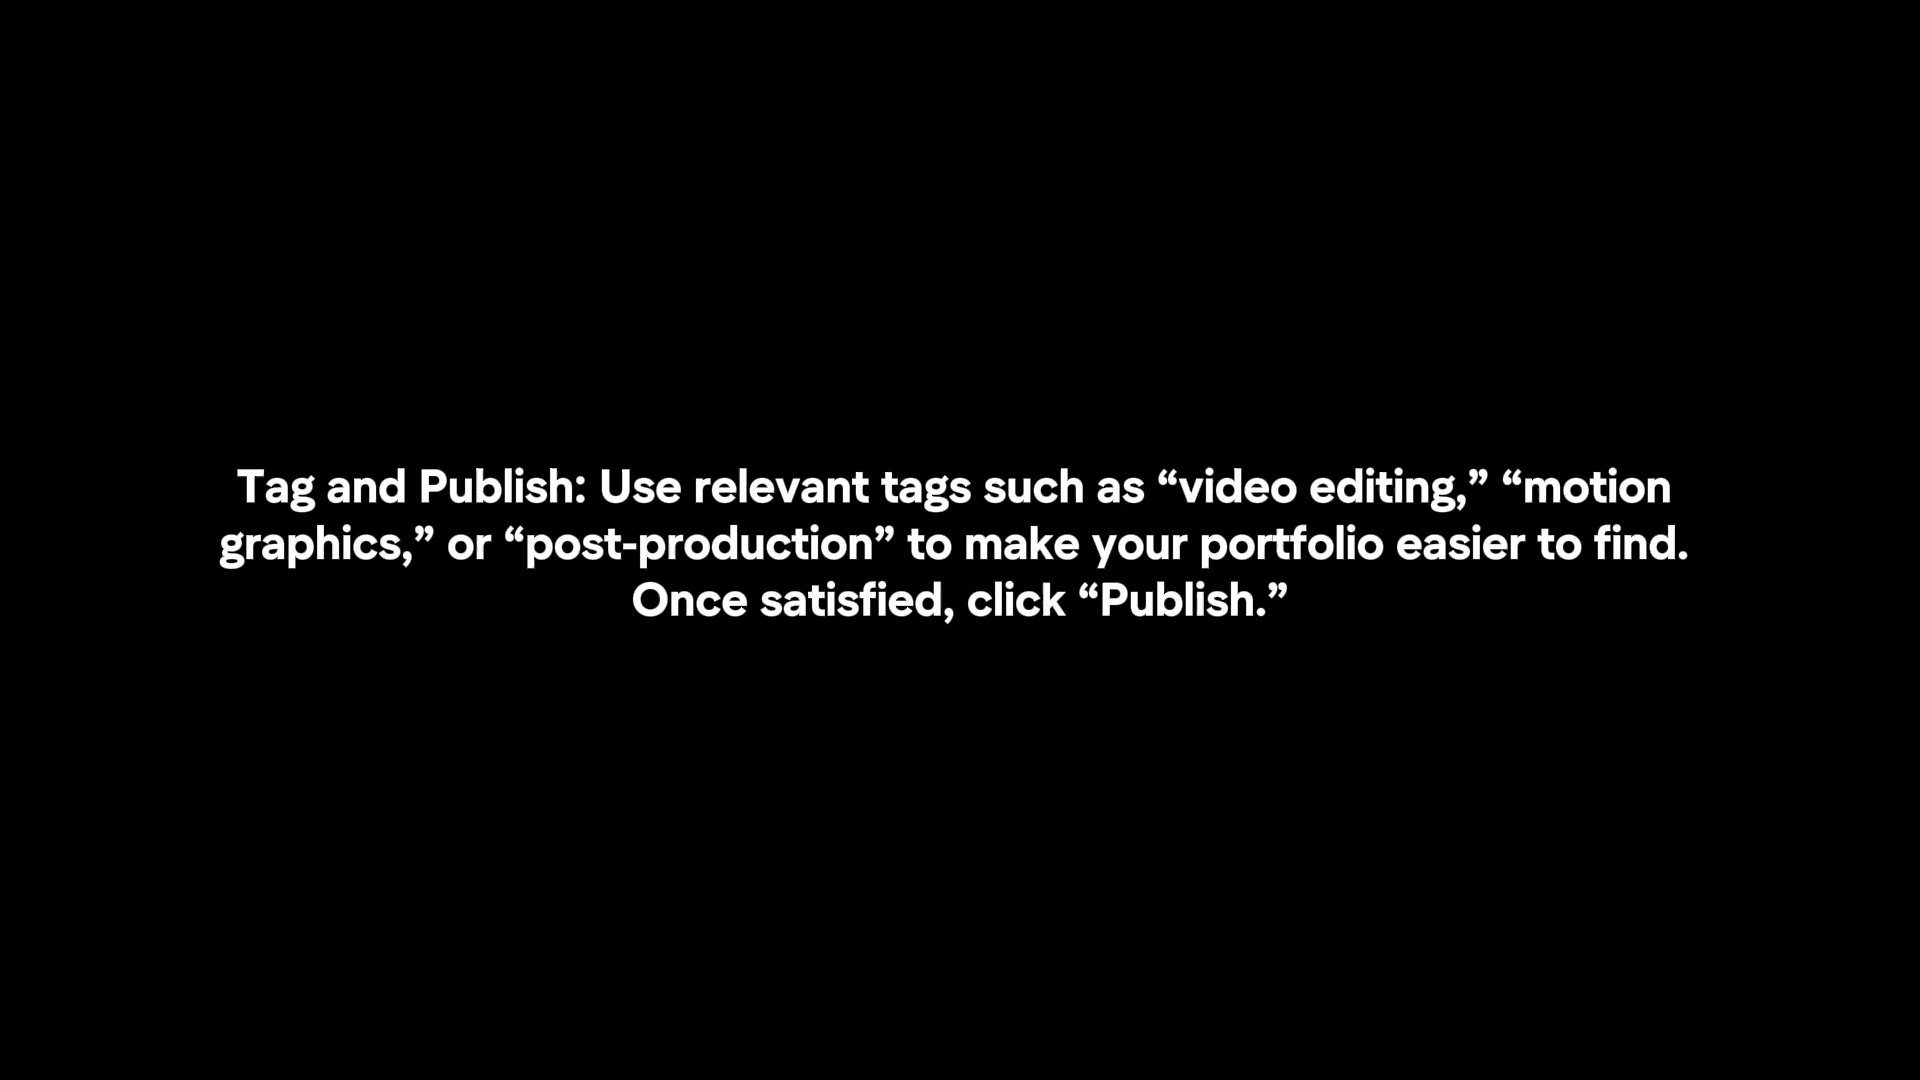 Tag and Publish: Use relevant tags such as “video editing,” “motion
graphics,” or “post-production” to make your portfolio easier to find.
Once satisfied, click “Publish.”